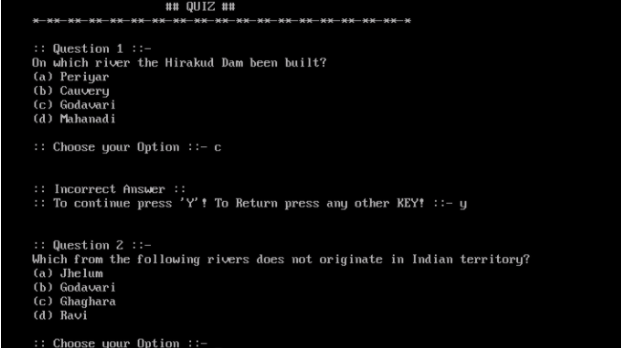 ## QUIZ ##
*-**-**-**-**-**-**-**-**-**-**-**-**-**-**-**-**-**-*
:: Question 1 ::-
On which river the Hirakud Dam been built?
(a) Periyar
(b) Cauvery
(c) Godavari
(d) Mahanadi
:: Choose your Option ::- c
:: Incorrect Answer ::
:: To continue press 'Y'! To Return press any other KEY! ::- y
:: Question 2 ::-
Which from the following rivers does not originate in Indian territory?
(a) Jhelum
(b) Godavari
(c) Ghaghara
(d) Ravi
:: Choose your Option ::-